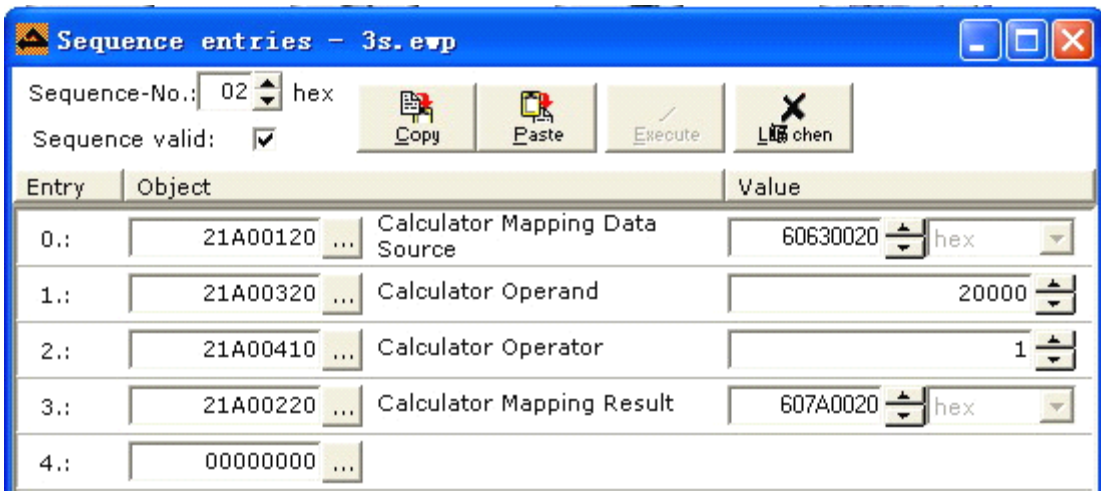 Sequence entries - 3s.ewp
Sequence-No.: 02 hex
Copy Paste Execute
Sequence valid:
Entry Object Value
0.: 21A00120 ... Calculator Mapping Data Source 60630020 hex
1.: 21A00320 ... Calculator Operand 20000
2.: 21A00410 ... Calculator Operator 1
3.: 21A00220 ... Calculator Mapping Result 607A0020 hex
4.: 00000000 ...